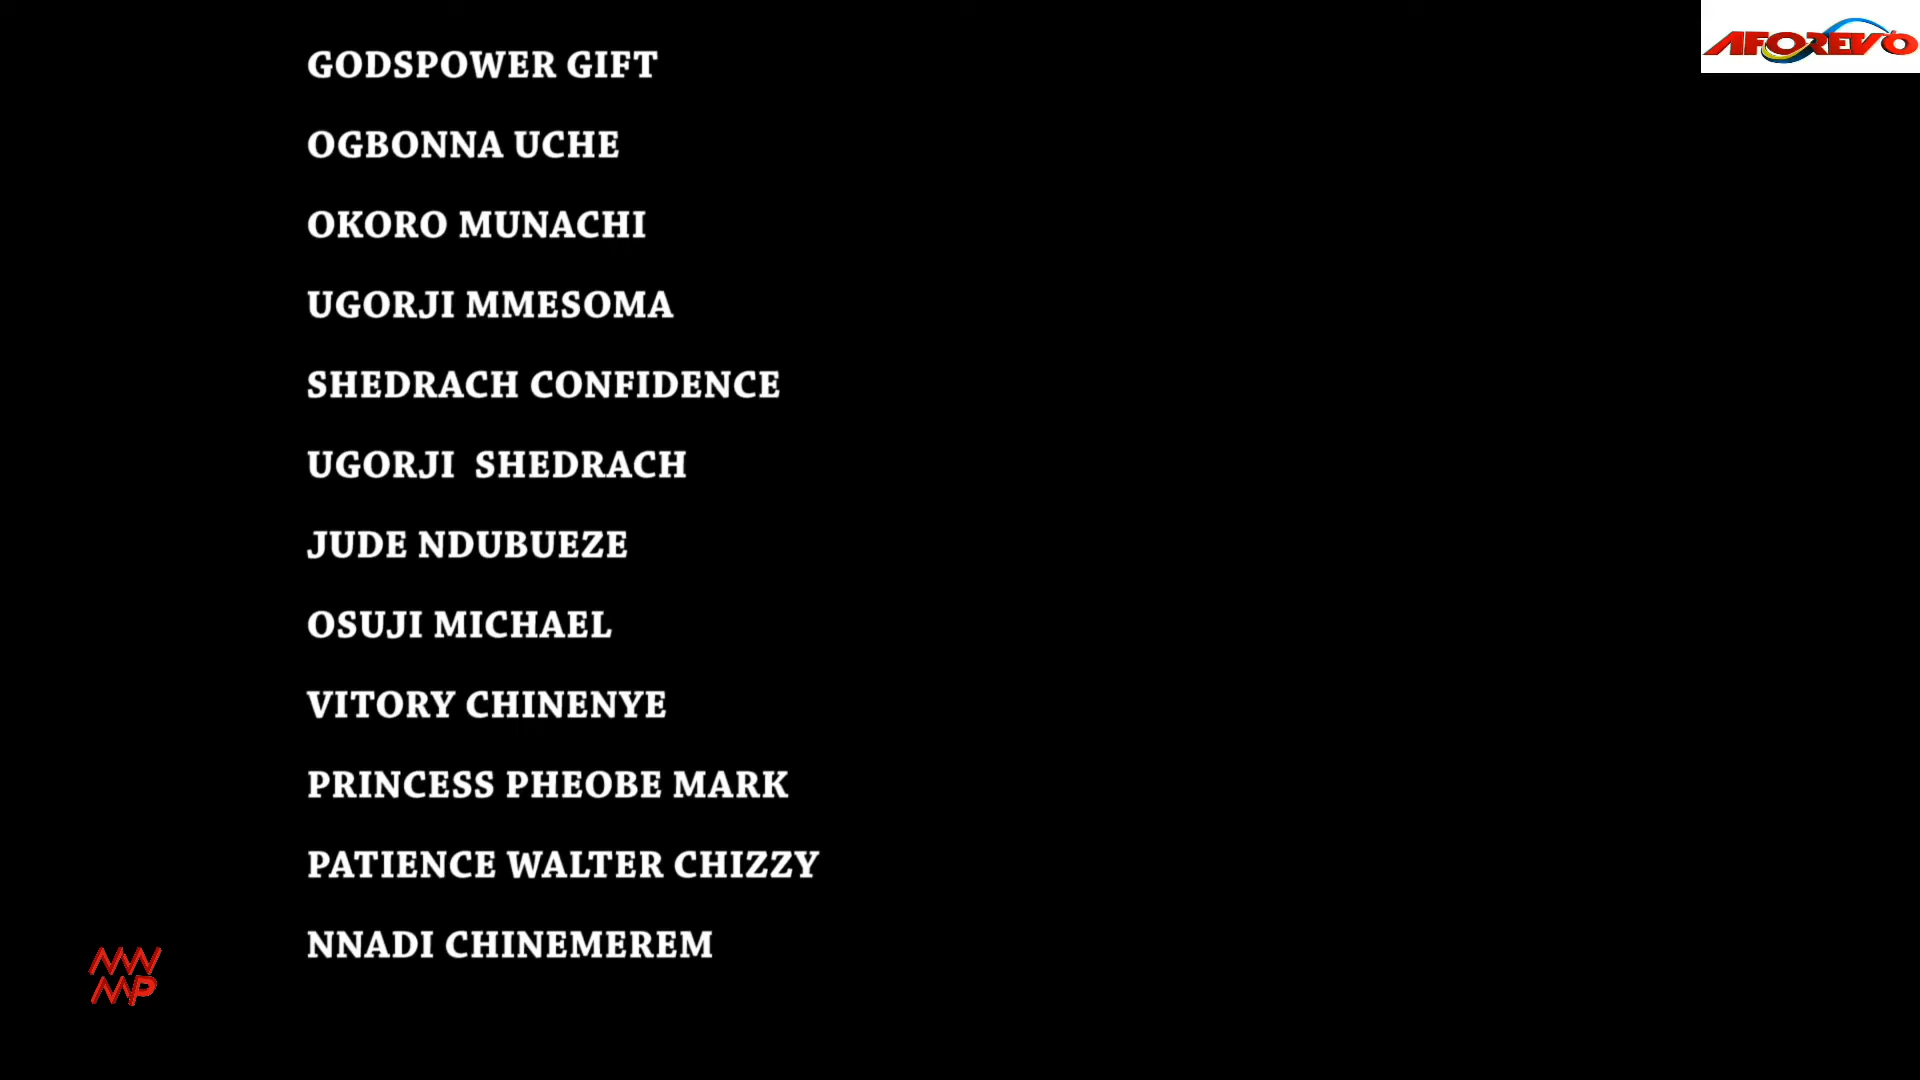 AFOREVO
GODSPOWER GIFT
OGBONNA UCHE
OKORO MUNACHI
UGORJI MMESOMA
SHEDRACH CONFIDENCE
UGORJI  SHEDRACH
JUDE NDUBUEZE
OSUJI MICHAEL
VITORY CHINENYE
PRINCESS PHEOBE MARK
PATIENCE WALTER CHIZZY
NNADI CHINEMEREM